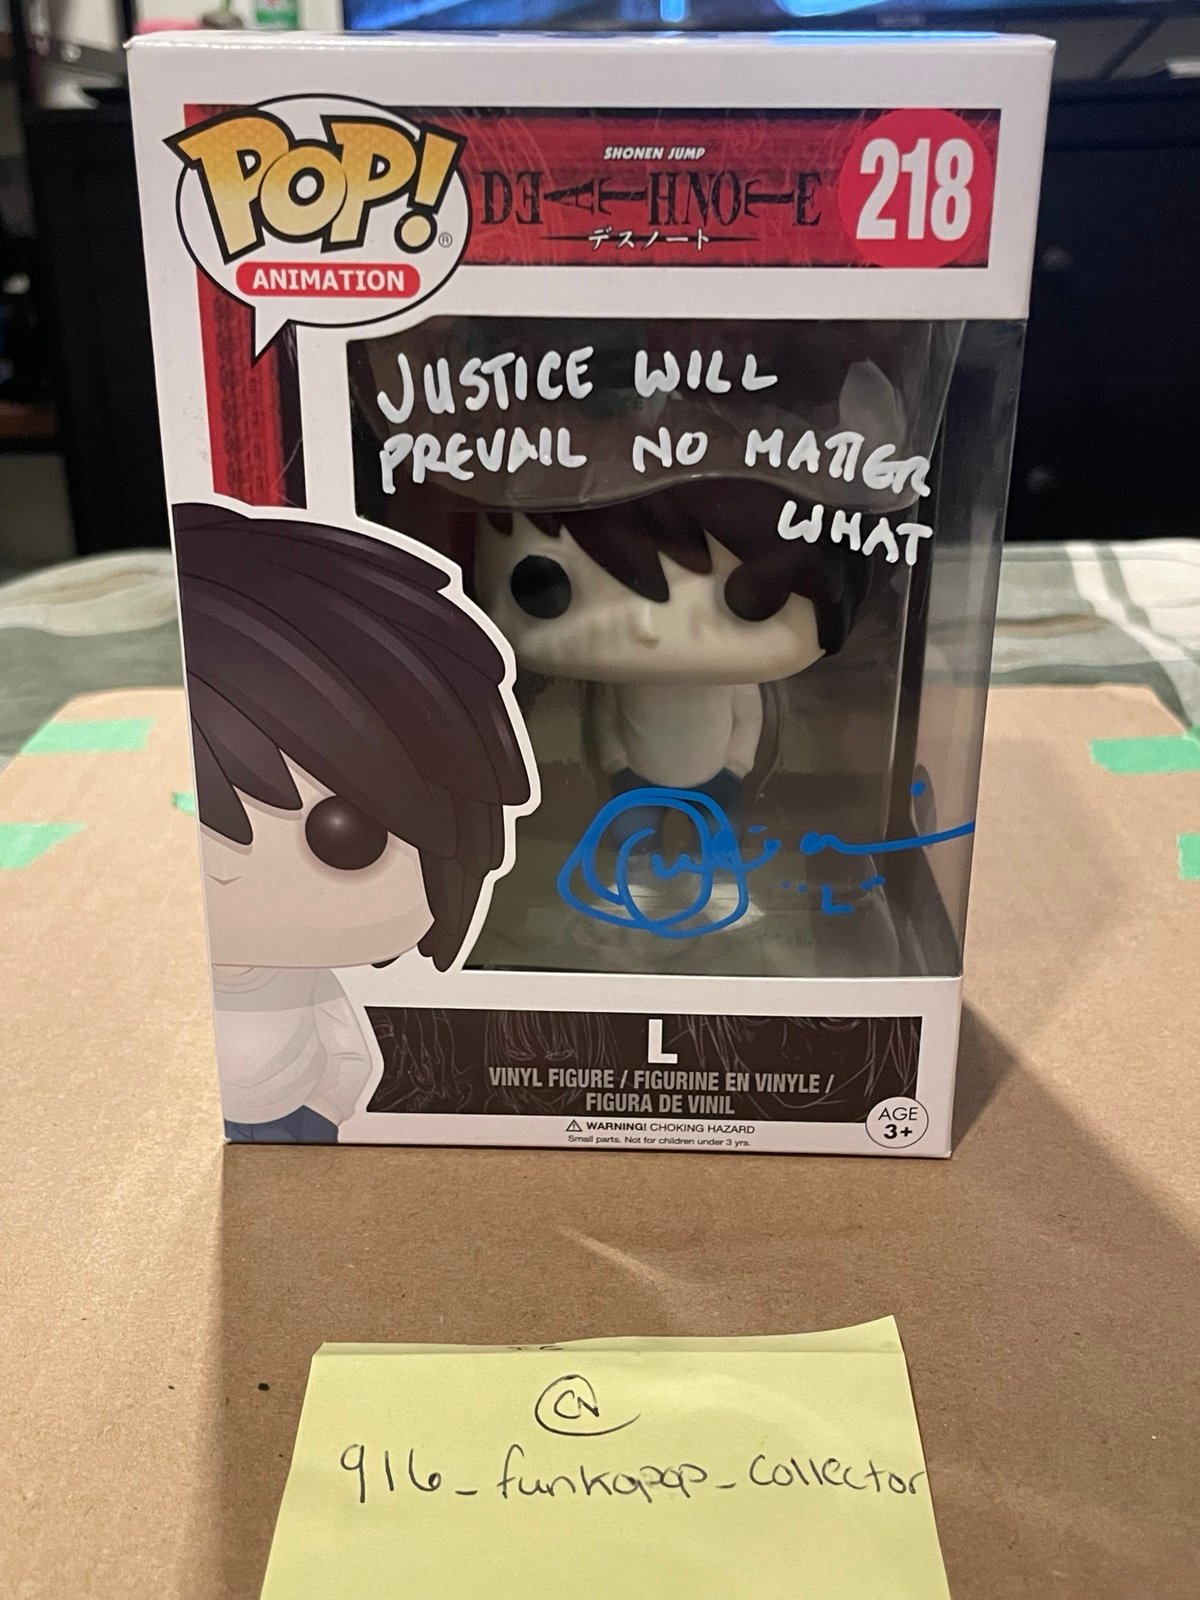 POP!®
ANIMATION
SHONEN JUMP
DEATH NOTE
デスノート
218
JUSTICE WILL
PREVAIL NO MATTER
WHAT
"L"
L
VINYL FIGURE / FIGURINE EN VINYLE /
FIGURA DE VINIL
⚠ WARNING! CHOKING HAZARD
Small parts. Not for children under 3 yrs.
AGE
3+
CN
916_funkopop_collector